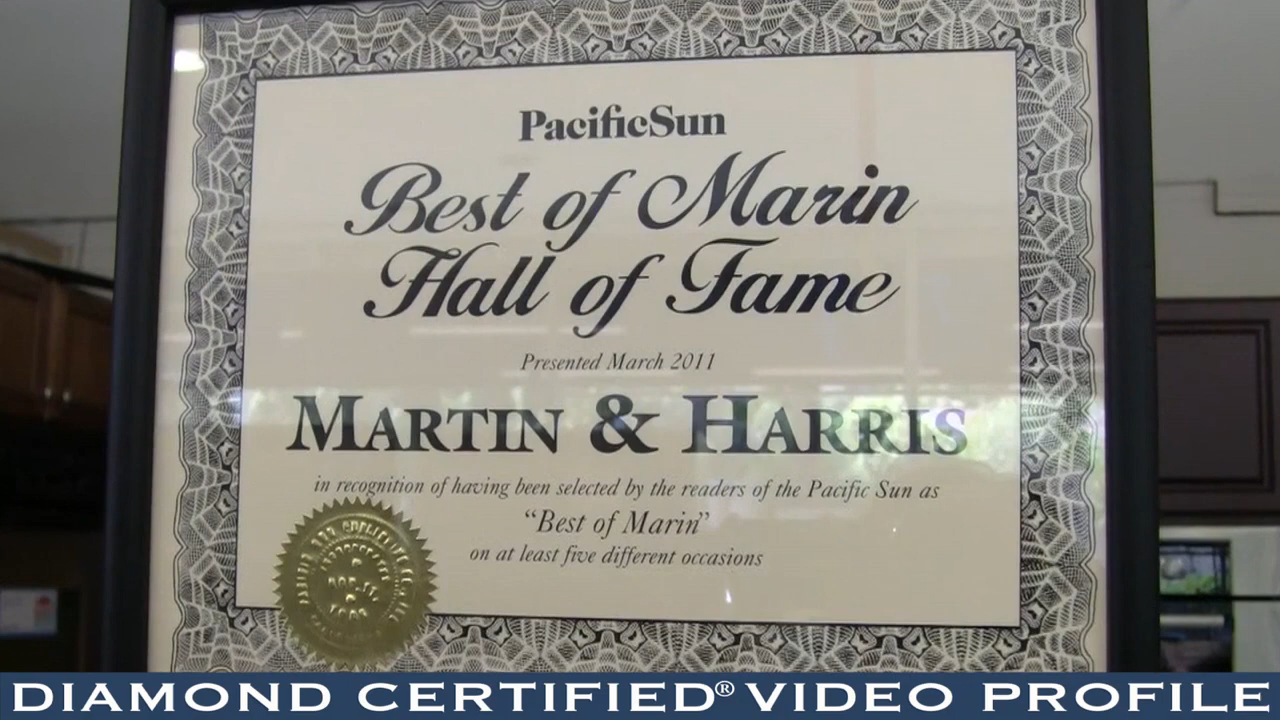 PacificSun
Best of Marin
Hall of Fame
Presented March 2011
MARTIN & HARRIS
in recognition of having been selected by the readers of the Pacific Sun as
“Best of Marin”
on at least five different occasions
DIAMOND CERTIFIED® VIDEO PROFILE